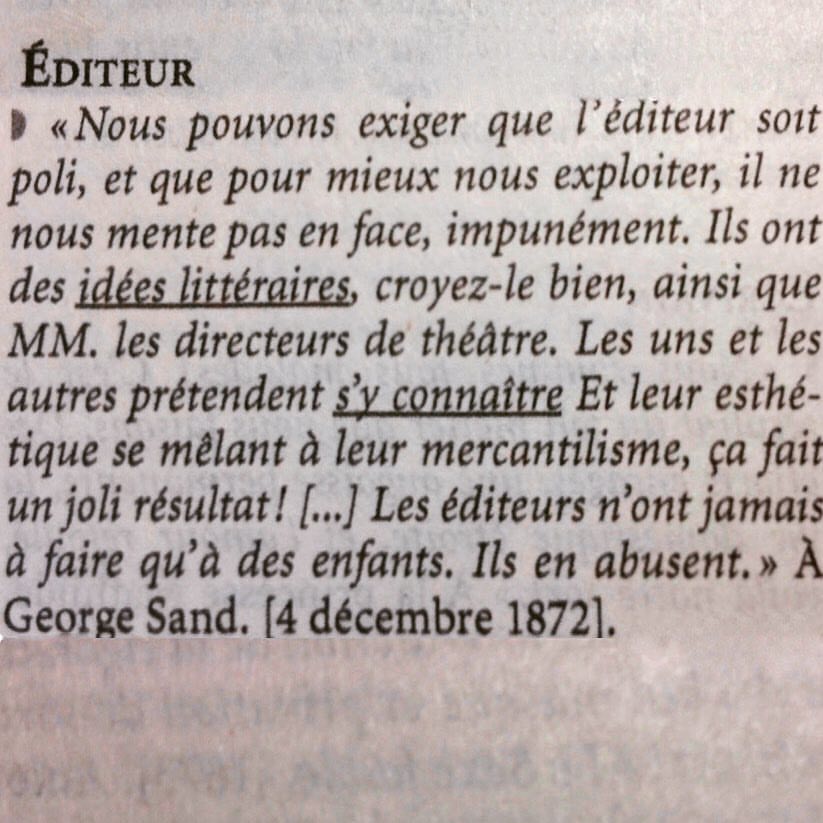 ÉDITEUR
« Nous pouvons exiger que l'éditeur soit
poli, et que pour mieux nous exploiter, il ne
nous mente pas en face, impunément. Ils ont
des idées littéraires, croyez-le bien, ainsi que
MM. les directeurs de théâtre. Les uns et les
autres prétendent s'y connaître Et leur esthé-
tique se mêlant à leur mercantilisme, ça fait
un joli résultat ! [...] Les éditeurs n'ont jamais
à faire qu'à des enfants. Ils en abusent. » À
George Sand. [4 décembre 1872].